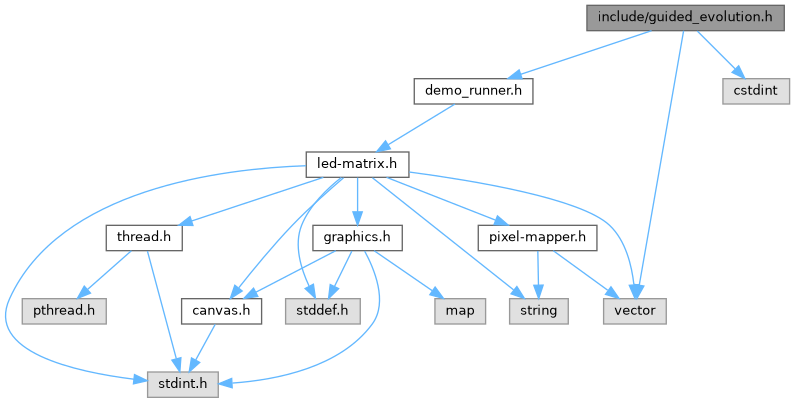 include/guided_evolution.h
demo_runner.h
cstdint
led-matrix.h
thread.h
graphics.h
pixel-mapper.h
pthread.h
canvas.h
stddef.h
map
string
vector
stdint.h